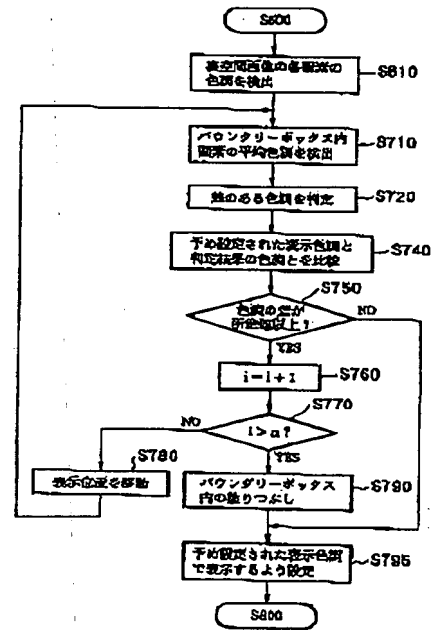 S600
実空間画像の各画素の
色調を検出
S610
バウンダリーボックス内
画素の平均色調を検出
S710
差のある色調を判定
S720
予め設定された表示色調と
判定結果の色調とを比較
S740
S750
色調の差が
所定値以上？
NO
YES
i=i+1
S760
S770
NO
i>α?
YES
S780
表示位置を移動
バウンダリーボックス
内の塗りつぶし
S790
予め設定された表示色調
で表示するよう設定
S795
S800